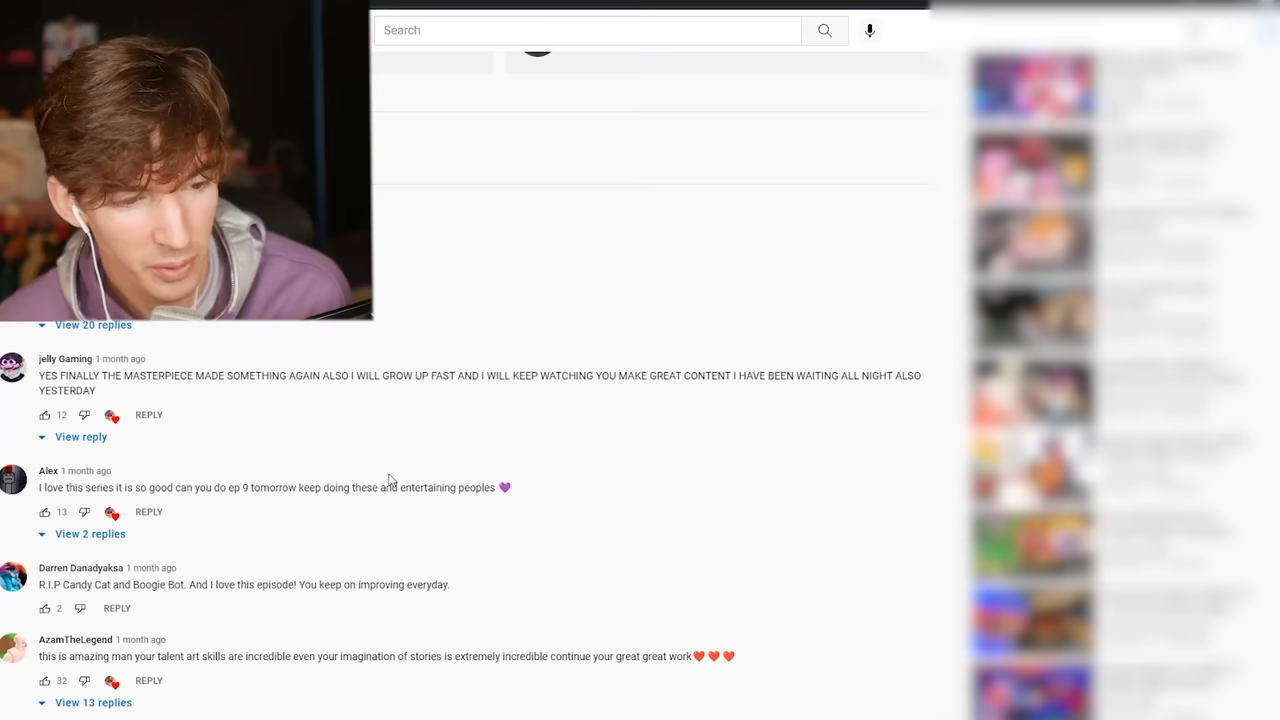 Search
View 20 replies
jelly Gaming 1 month ago
YES FINALLY THE MASTERPIECE MADE SOMETHING AGAIN ALSO I WILL GROW UP FAST AND I WILL KEEP WATCHING YOU MAKE GREAT CONTENT I HAVE BEEN WAITING ALL NIGHT ALSO
YESTERDAY
12 REPLY
View reply
Alex 1 month ago
I love this series it is so good can you do ep 9 tomorrow keep doing these and entertaining peoples 💜
13 REPLY
View 2 replies
Darren Danadyaksa 1 month ago
R.I.P Candy Cat and Boogie Bot. And I love this episode! You keep on improving everyday.
2 REPLY
AzamTheLegend 1 month ago
this is amazing man your talent art skills are incredible even your imagination of stories is extremely incredible continue your great great work❤️ ❤️ ❤️
32 REPLY
View 13 replies